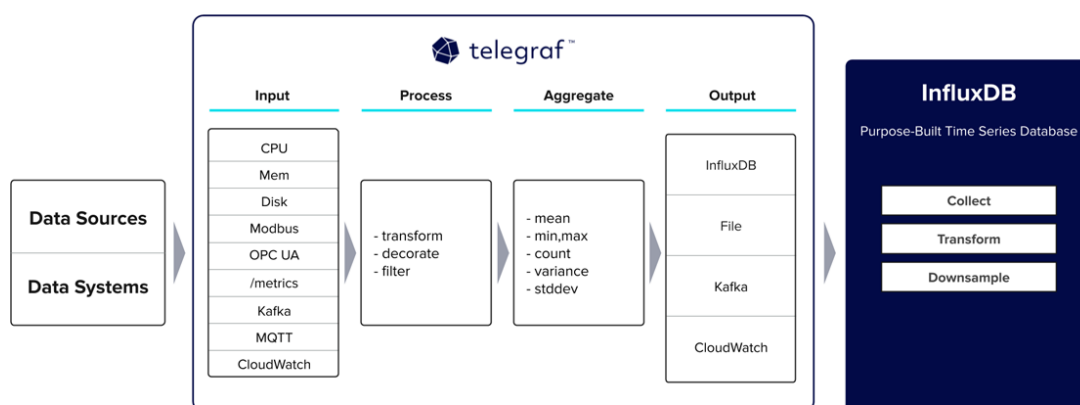 telegraf™
Input
Process
Aggregate
Output
Data Sources
Data Systems
CPU
Mem
Disk
Modbus
OPC UA
/metrics
Kafka
MQTT
CloudWatch
- transform
- decorate
- filter
- mean
- min,max
- count
- variance
- stddev
InfluxDB
File
Kafka
CloudWatch
InfluxDB
Purpose-Built Time Series Database
Collect
Transform
Downsample